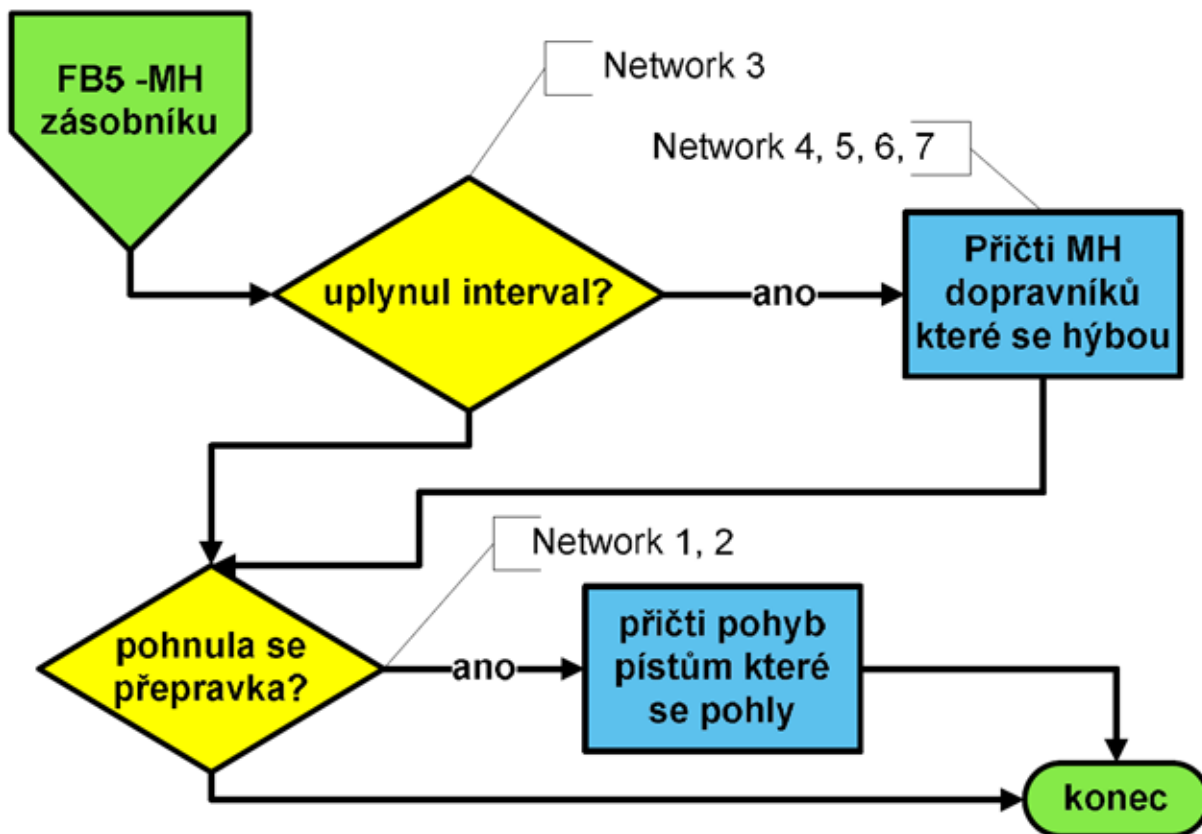 FB5 -MH
zásobníku
Network 3
Network 4, 5, 6, 7
uplynul interval?
ano
Přičti MH
dopravníků
které se hýbou
Network 1, 2
pohnula se
přepravka?
ano
přičti pohyb
pístům které
se pohly
konec